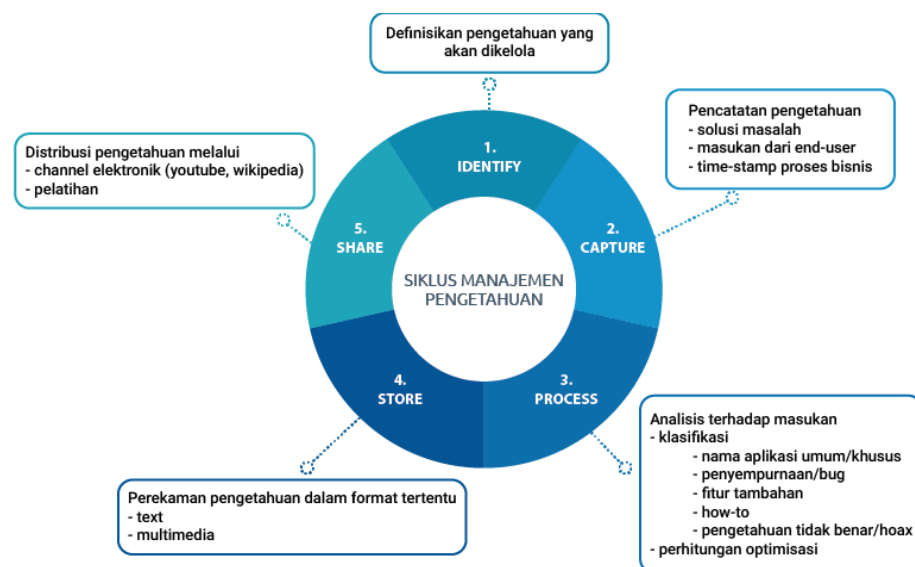 Definisikan pengetahuan yang
akan dikelola
1.
IDENTIFY
Pencatatan pengetahuan
- solusi masalah
- masukan dari end-user
- time-stamp proses bisnis
2.
CAPTURE
Distribusi pengetahuan melalui
- channel elektronik (youtube, wikipedia)
- pelatihan
5.
SHARE
SIKLUS MANAJEMEN
PENGETAHUAN
3.
PROCESS
Analisis terhadap masukan
- klasifikasi
- nama aplikasi umum/khusus
- penyempurnaan/bug
- fitur tambahan
- how-to
- pengetahuan tidak benar/hoax
- perhitungan optimisasi
4.
STORE
Perekaman pengetahuan dalam format tertentu
- text
- multimedia